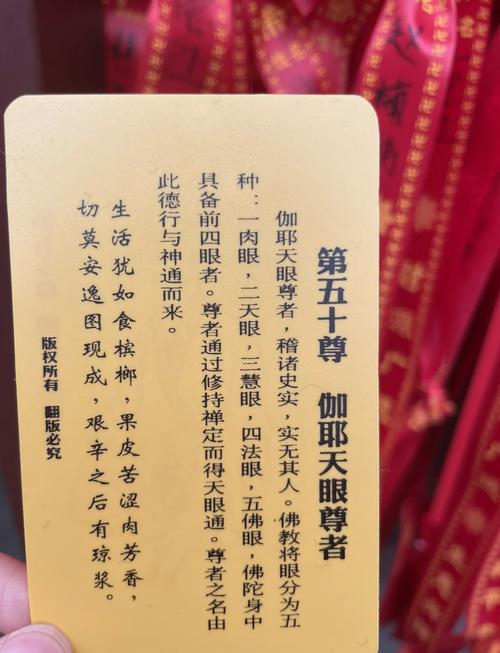 第五十尊 伽耶天眼尊者
伽耶天眼尊者，稽诸史实，实无其人。佛教将眼分为五
种：一肉眼，二天眼，三慧眼，四法眼，五佛眼，佛陀身中
具备前四眼者。尊者通过修持禅定而得天眼通。尊者之名由
此德行与神通而来。
生活犹如食槟榔，果皮苦涩肉芳香，
切莫安逸图现成，艰辛之后有琼浆。
版权所有 翻版必究